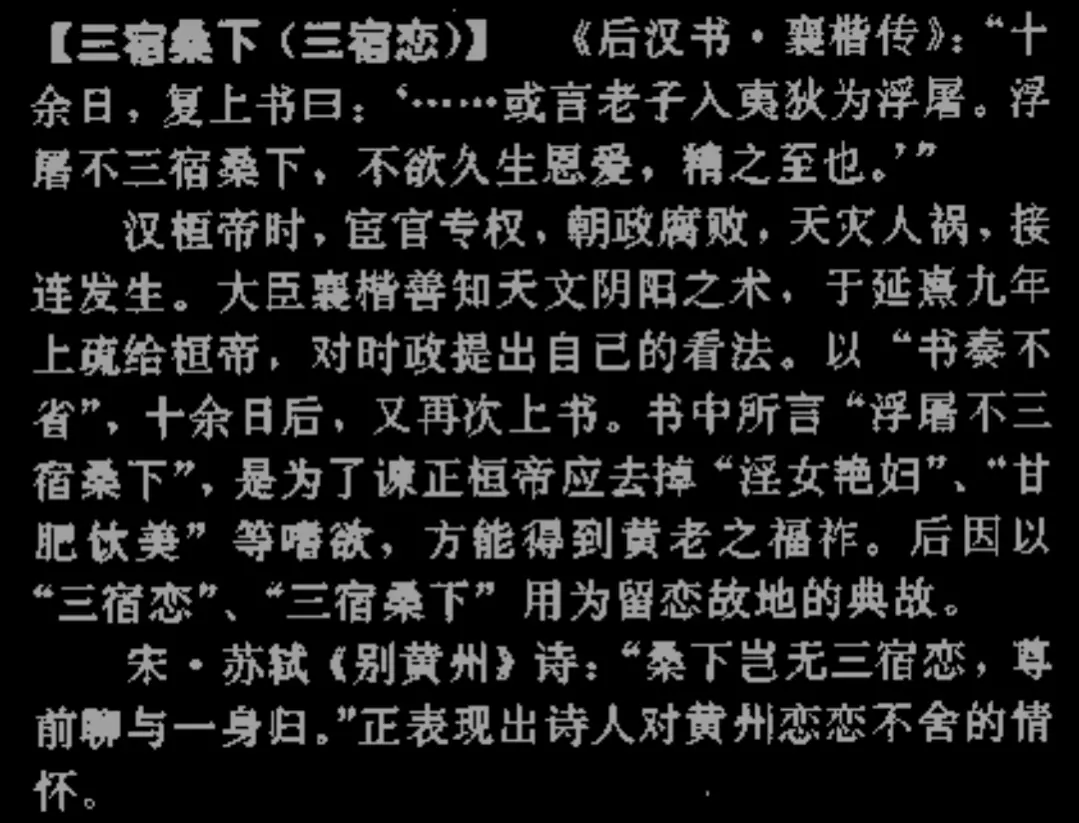 【三宿桑下（三宿恋）】　《后汉书·襄楷传》：“十
余日，复上书曰：‘……或言老子入夷狄为浮屠。浮
屠不三宿桑下，不欲久生恩爱，精之至也。’”
汉桓帝时，宦官专权，朝政腐败，天灾人祸，接
连发生。大臣襄楷善知天文阴阳之术，于延熹九年
上疏给桓帝，对时政提出自己的看法。以“书奏不
省”，十余日后，又再次上书。书中所言“浮屠不三
宿桑下”，是为了谏正桓帝应去掉“淫女艳妇”、“甘
肥饮美”等嗜欲，方能得到黄老之福祚。后因以
“三宿恋”、“三宿桑下”用为留恋故地的典故。
宋·苏轼《别黄州》诗：“桑下岂无三宿恋，尊
前聊与一身归。”正表现出诗人对黄州恋恋不舍的情
怀。